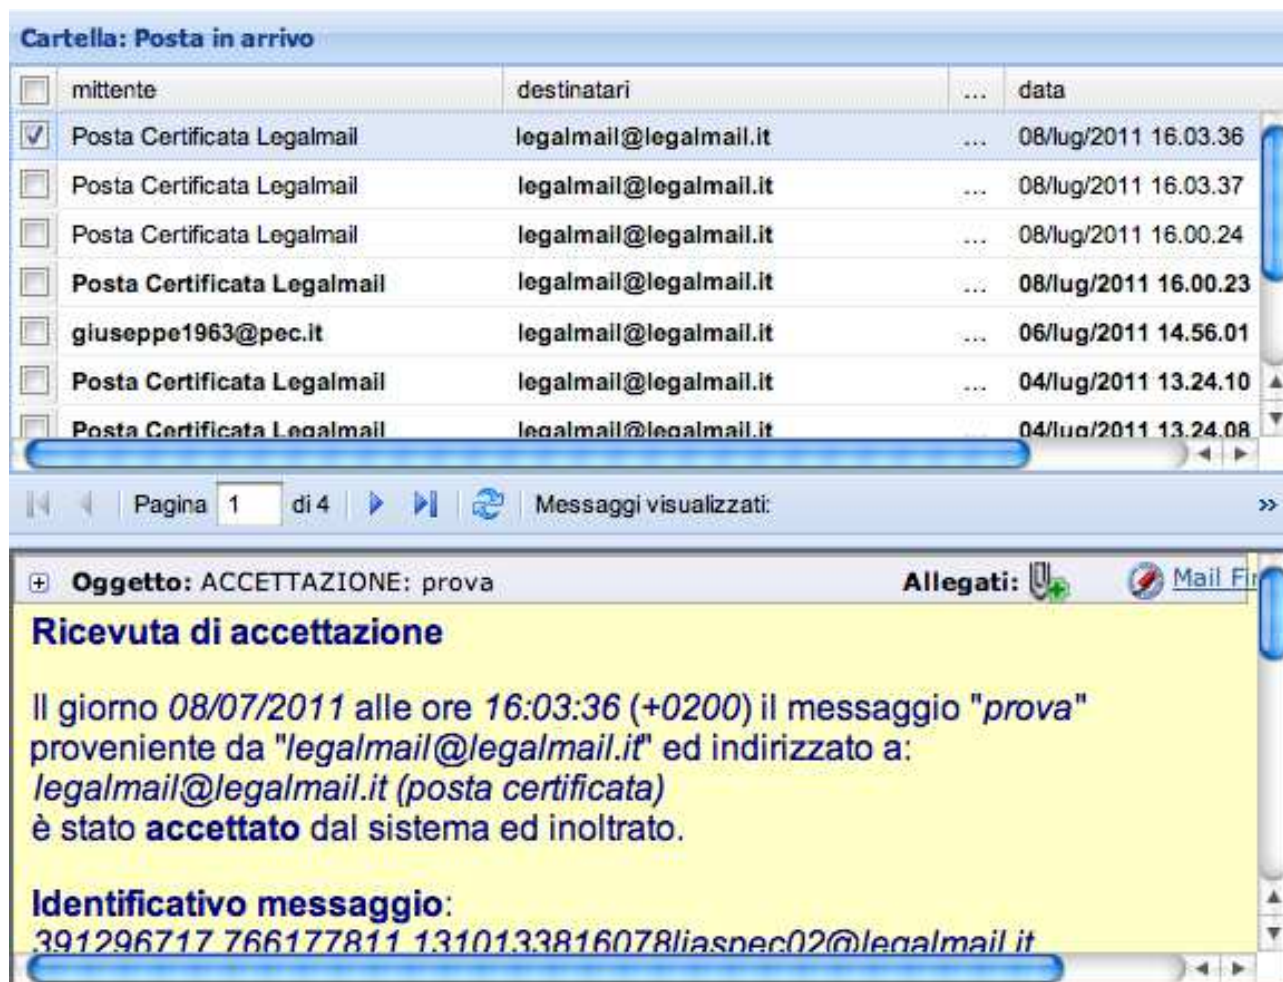 Cartella: Posta in arrivo
mittente destinatari ... data
Posta Certificata Legalmail legalmail@legalmail.it ... 08/lug/2011 16.03.36
Posta Certificata Legalmail legalmail@legalmail.it ... 08/lug/2011 16.03.37
Posta Certificata Legalmail legalmail@legalmail.it ... 08/lug/2011 16.00.24
Posta Certificata Legalmail legalmail@legalmail.it ... 08/lug/2011 16.00.23
giuseppe1963@pec.it legalmail@legalmail.it ... 06/lug/2011 14.56.01
Posta Certificata Legalmail legalmail@legalmail.it ... 04/lug/2011 13.24.10
Posta Certificata Legalmail legalmail@legalmail.it ... 04/lug/2011 13.24.08
Pagina 1 di 4 Messaggi visualizzati: »
Oggetto: ACCETTAZIONE: prova Allegati: Mail
Ricevuta di accettazione
Il giorno 08/07/2011 alle ore 16:03:36 (+0200) il messaggio "prova"
proveniente da "legalmail@legalmail.it" ed indirizzato a:
legalmail@legalmail.it (posta certificata)
è stato accettato dal sistema ed inoltrato.
Identificativo messaggio:
391296717.766177811.1310133816078liaspec02@legalmail.it